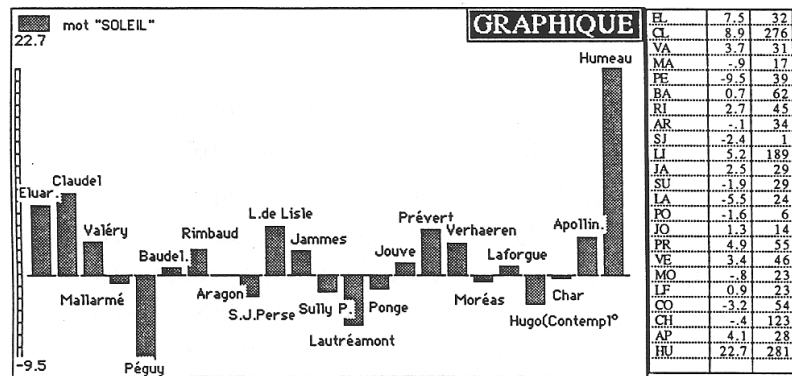 mot "SOLEIL"
GRAPHIQUE
22.7
Humeau
Eluar.
Claudel
Valéry
Mallarmé
Péguy
Baudel.
Rimbaud
Aragon
S.J.Perse
L.de Lisle
Jammes
Sully P.
Lautréamont
Ponge
Jouve
Prévert
Verhaeren
Moréas
Laforgue
Hugo(Contempl°
Char
Apollin.
-9.5
EL 7.5 32
CL 8.9 276
VA 3.7 31
MA -.9 17
PE -9.5 39
BA 0.7 62
RI 2.7 45
AR -.1 34
SJ -2.4 1
LI 5.2 189
JA 2.5 29
SU -1.9 29
LA -5.5 24
PO -1.6 6
JO 1.3 14
PR 4.9 55
VE 3.4 46
MO -.8 23
LF 0.9 23
CO -3.2 54
CH -.4 123
AP 4.1 28
HU 22.7 281